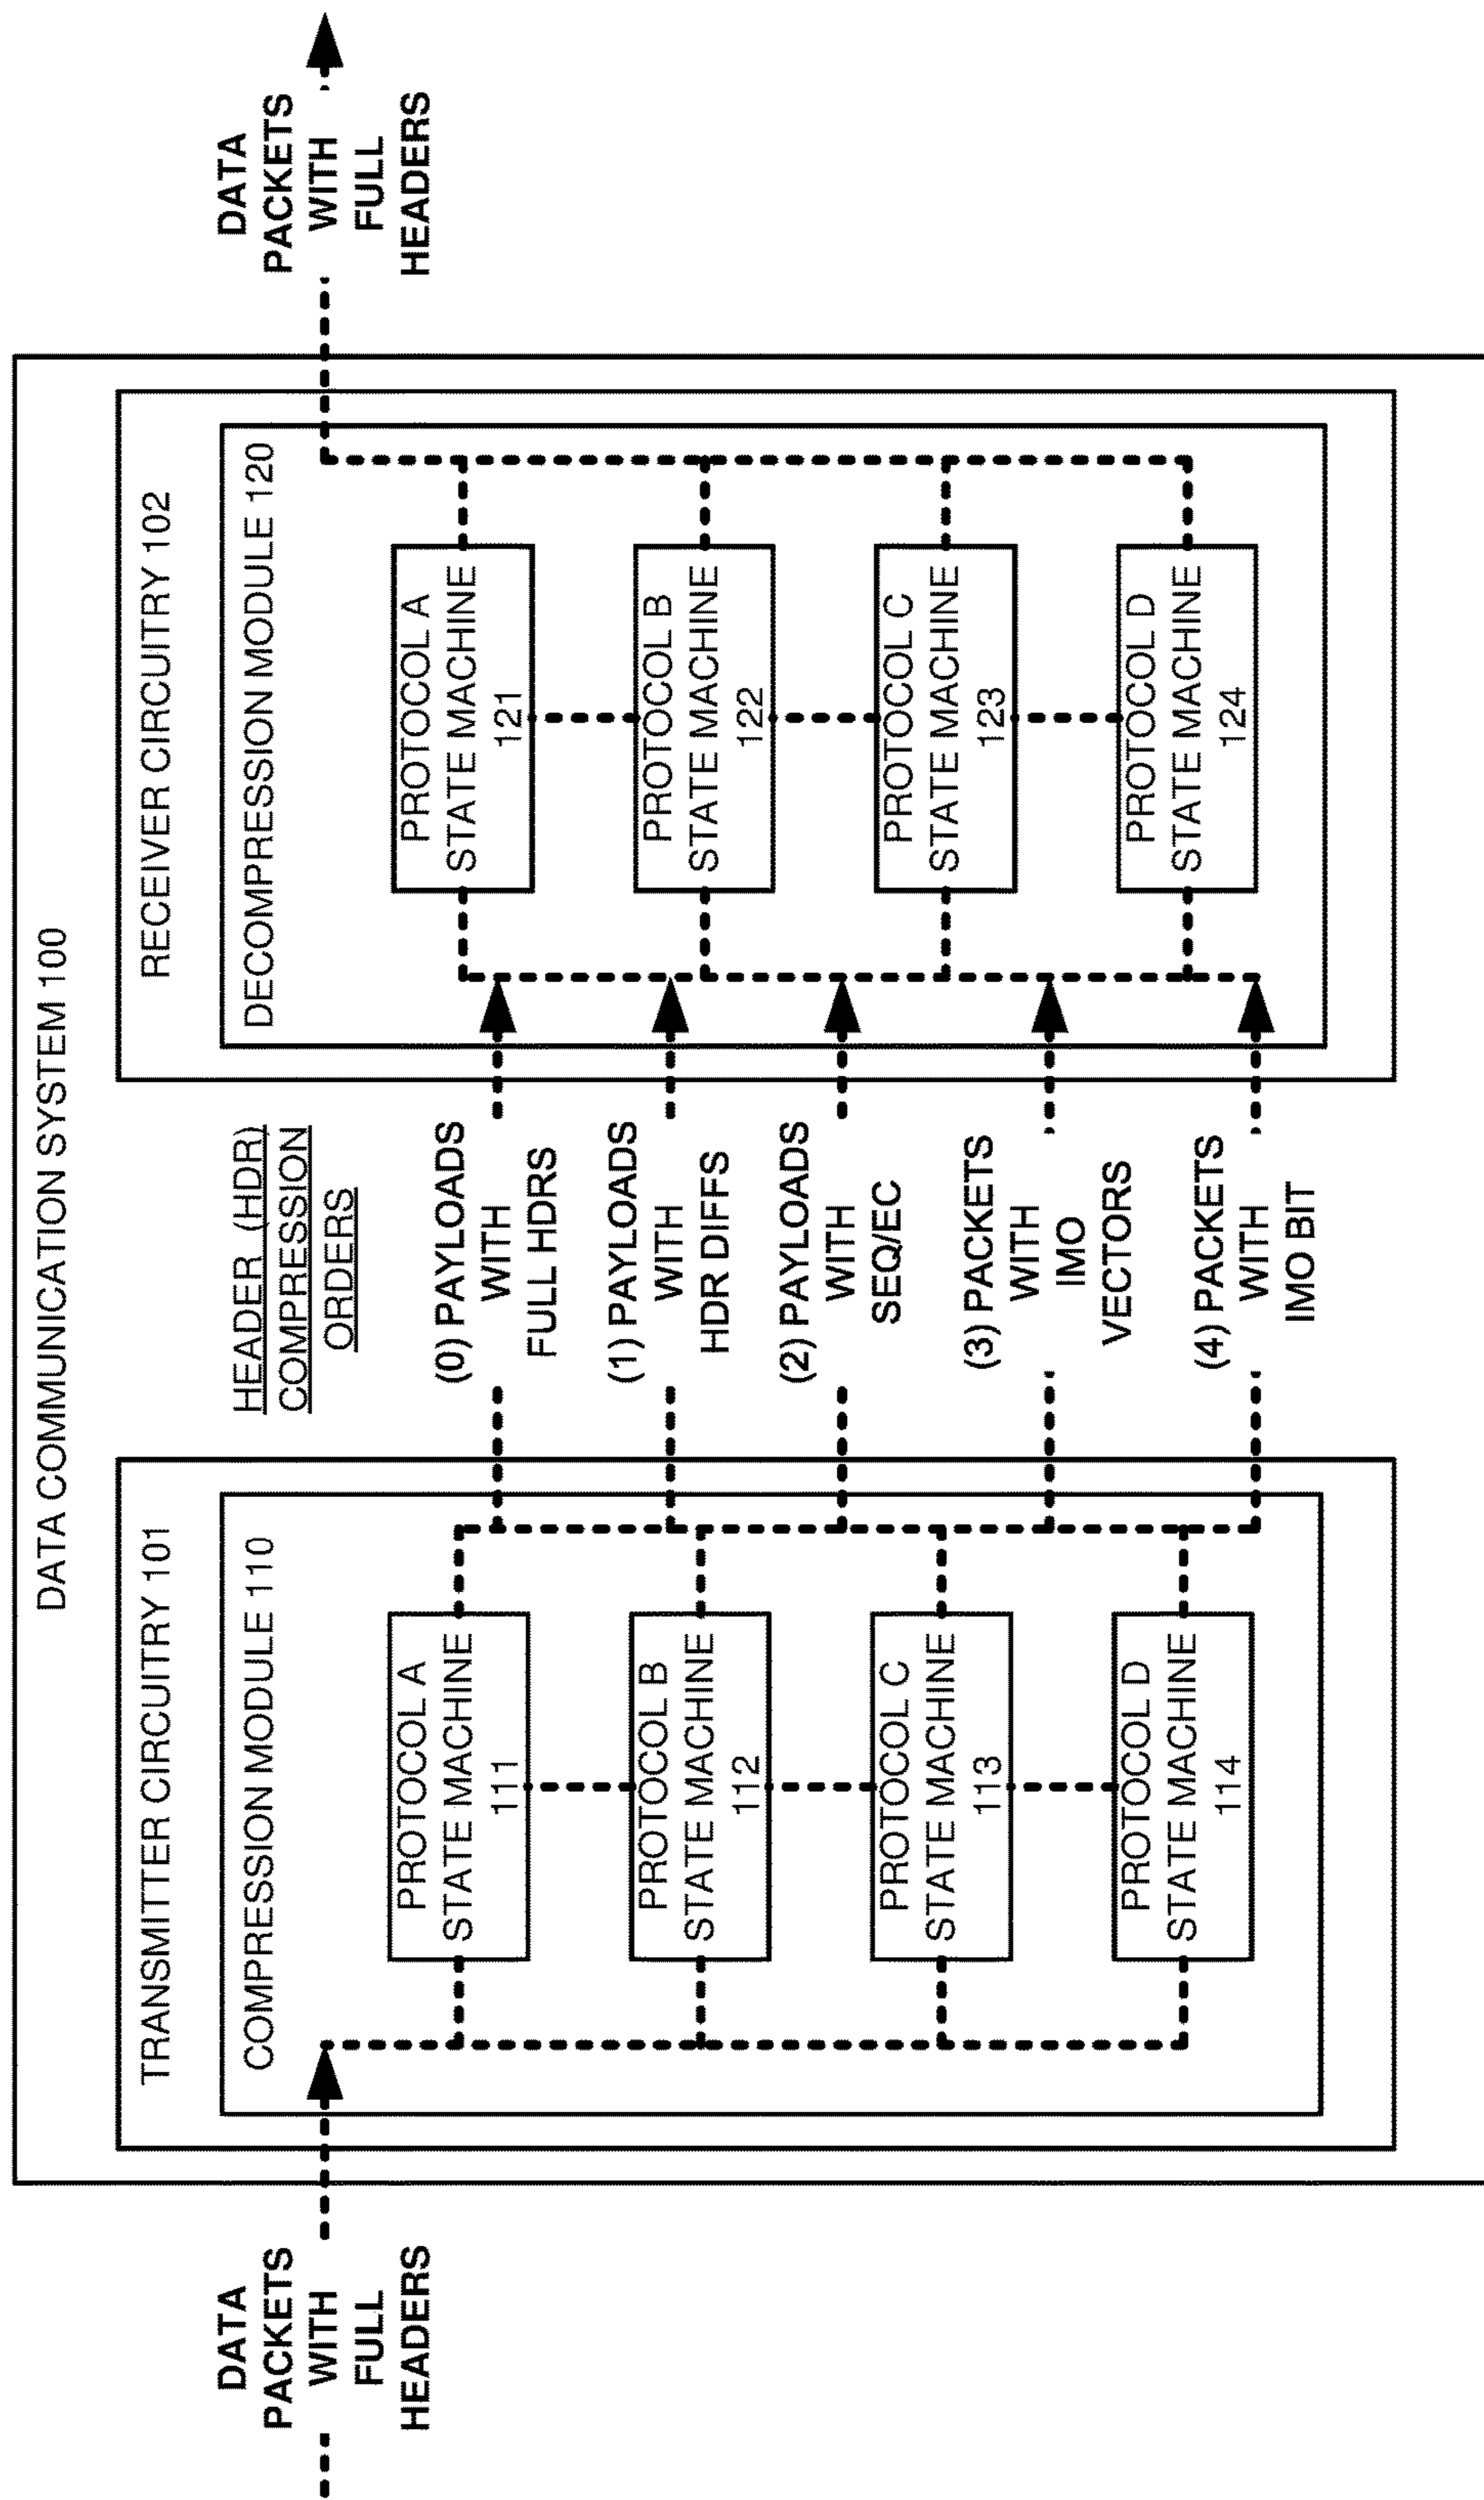 DATA COMMUNICATION SYSTEM 100
DATA
PACKETS
WITH
FULL
HEADERS
TRANSMITTER CIRCUITRY 101
COMPRESSION MODULE 110
PROTOCOL A
STATE MACHINE
111
PROTOCOL B
STATE MACHINE
112
PROTOCOL C
STATE MACHINE
113
PROTOCOL D
STATE MACHINE
114
HEADER (HDR)
COMPRESSION
ORDERS
(0) PAYLOADS
WITH
FULL HDRS
(1) PAYLOADS
WITH
HDR DIFFS
(2) PAYLOADS
WITH
SEQ/EC
(3) PACKETS
WITH
IMO
VECTORS
(4) PACKETS
WITH
IMO BIT
RECEIVER CIRCUITRY 102
DECOMPRESSION MODULE 120
PROTOCOL A
STATE MACHINE
121
PROTOCOL B
STATE MACHINE
122
PROTOCOL C
STATE MACHINE
123
PROTOCOL D
STATE MACHINE
124
DATA
PACKETS
WITH
FULL
HEADERS